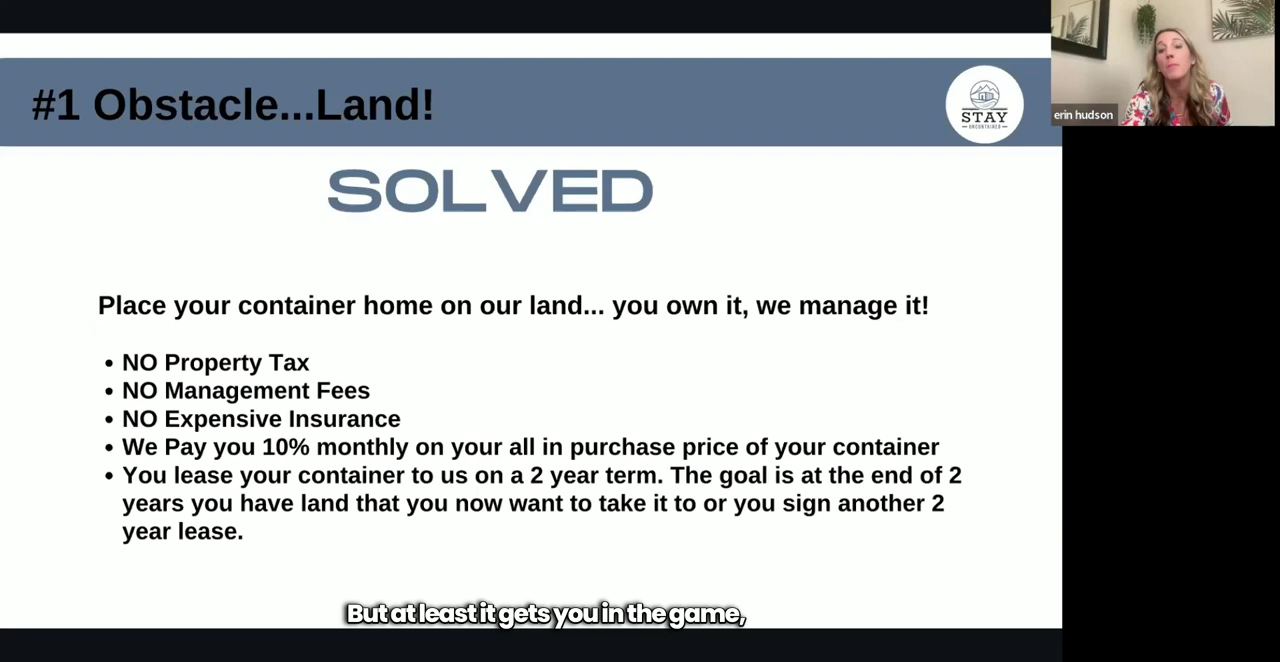 #1 Obstacle...Land!
STAY
UNCONTAINED
erin hudson
SOLVED
Place your container home on our land... you own it, we manage it!
• NO Property Tax
• NO Management Fees
• NO Expensive Insurance
• We Pay you 10% monthly on your all in purchase price of your container
• You lease your container to us on a 2 year term. The goal is at the end of 2
years you have land that you now want to take it to or you sign another 2
year lease.
But at least it gets you in the game,